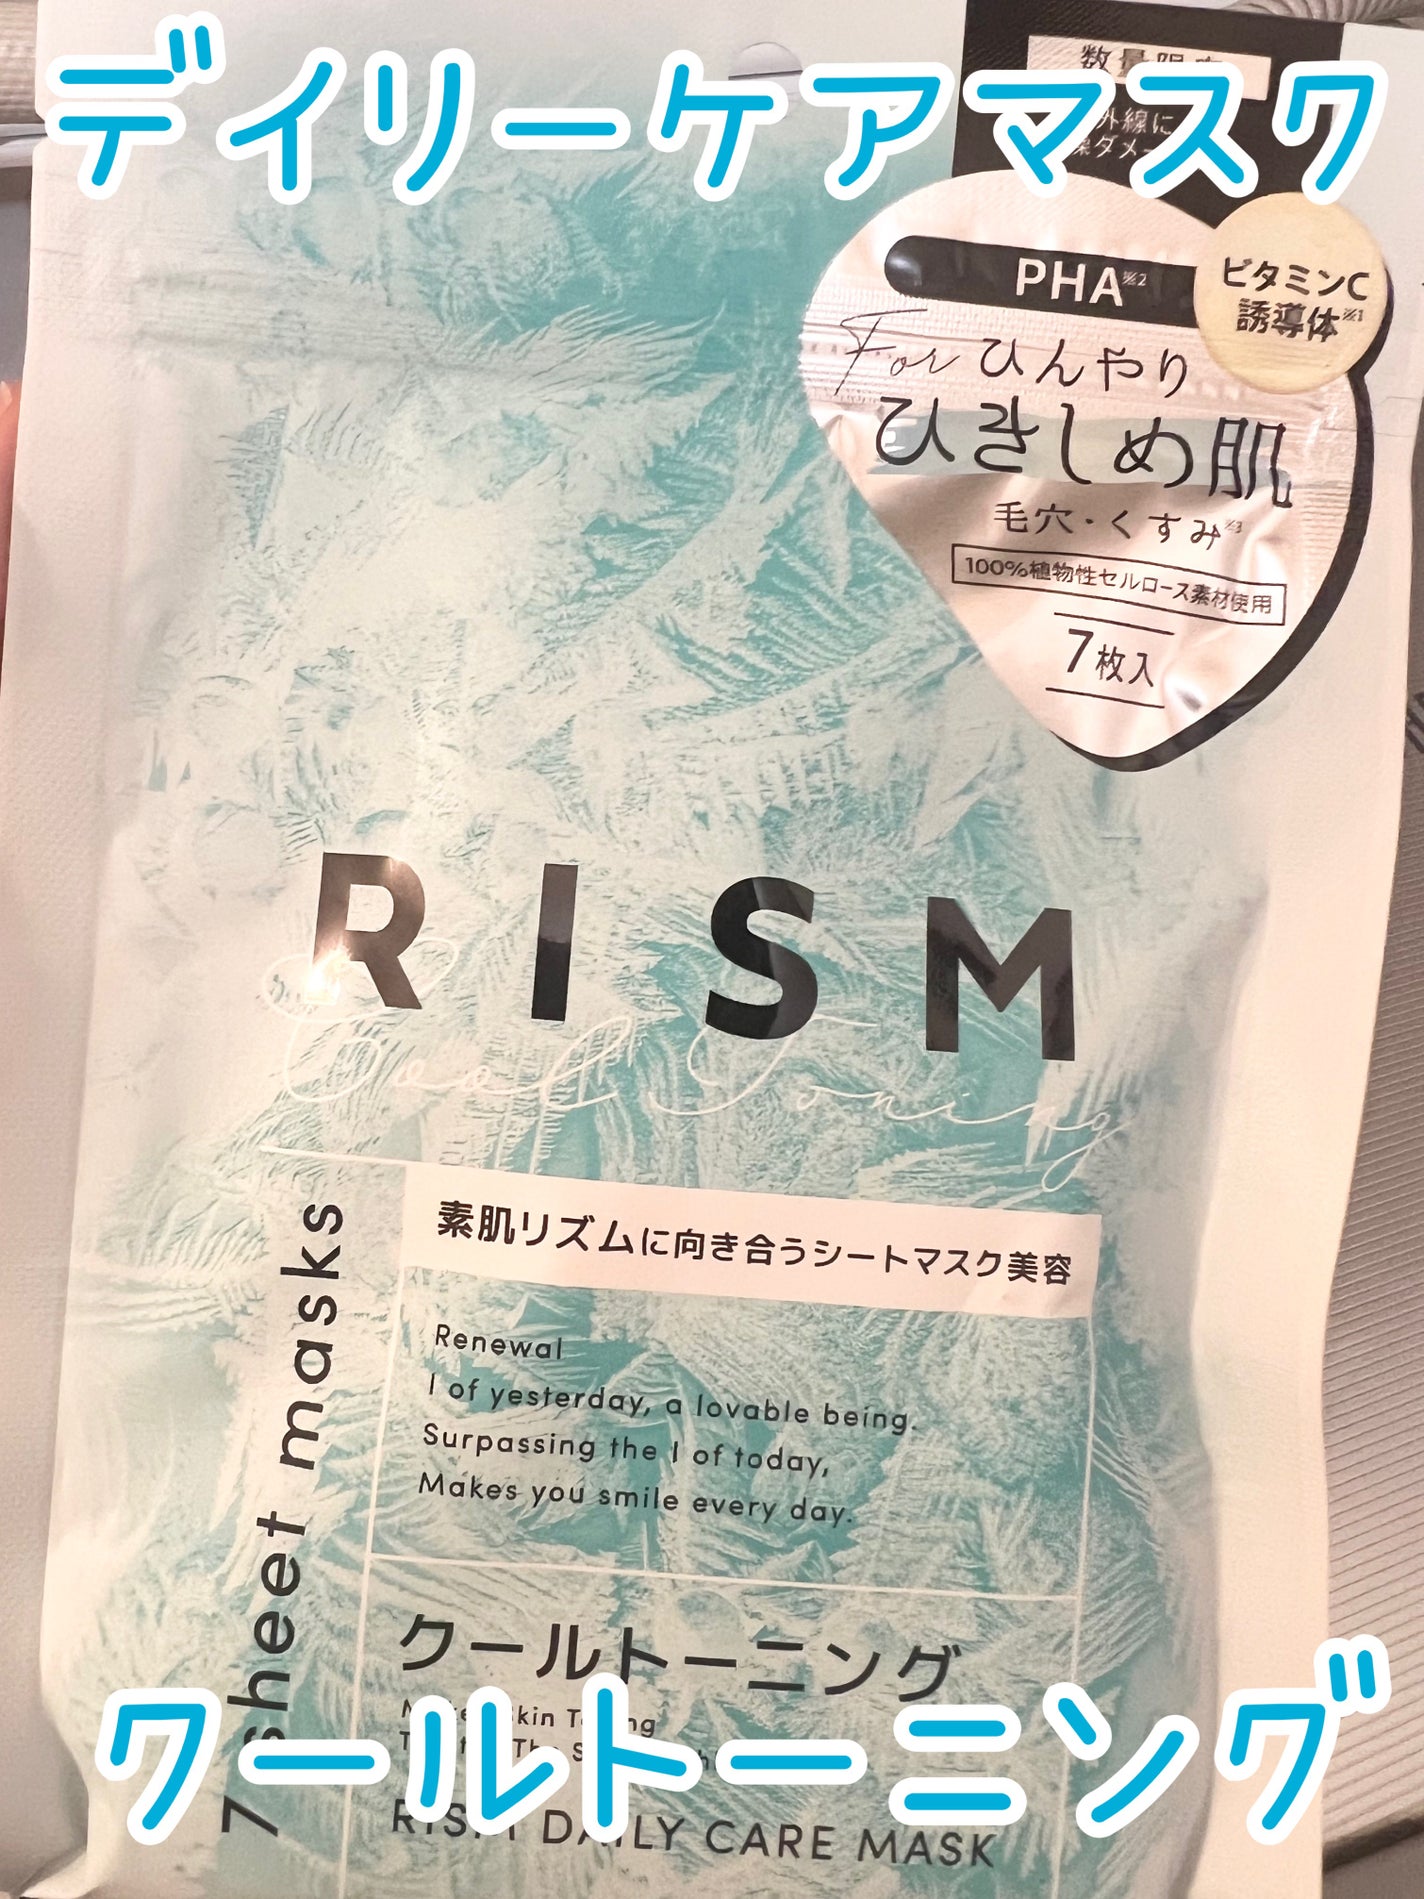 デイリーケアマスク
外線に
PHA※2
ビタミンC
誘導体※1
For ひんやり
ひきしめ肌
毛穴・くすみ※3
100%植物性セルロース素材使用
7枚入
RISM
Cool Toning
素肌リズムに向き合うシートマスク美容
Renewal
I of yesterday, a lovable being.
Surpassing the I of today,
Makes you smile every day.
7 sheet masks
クールトーニング
クールトーニング
RISM DAILY CARE MASK